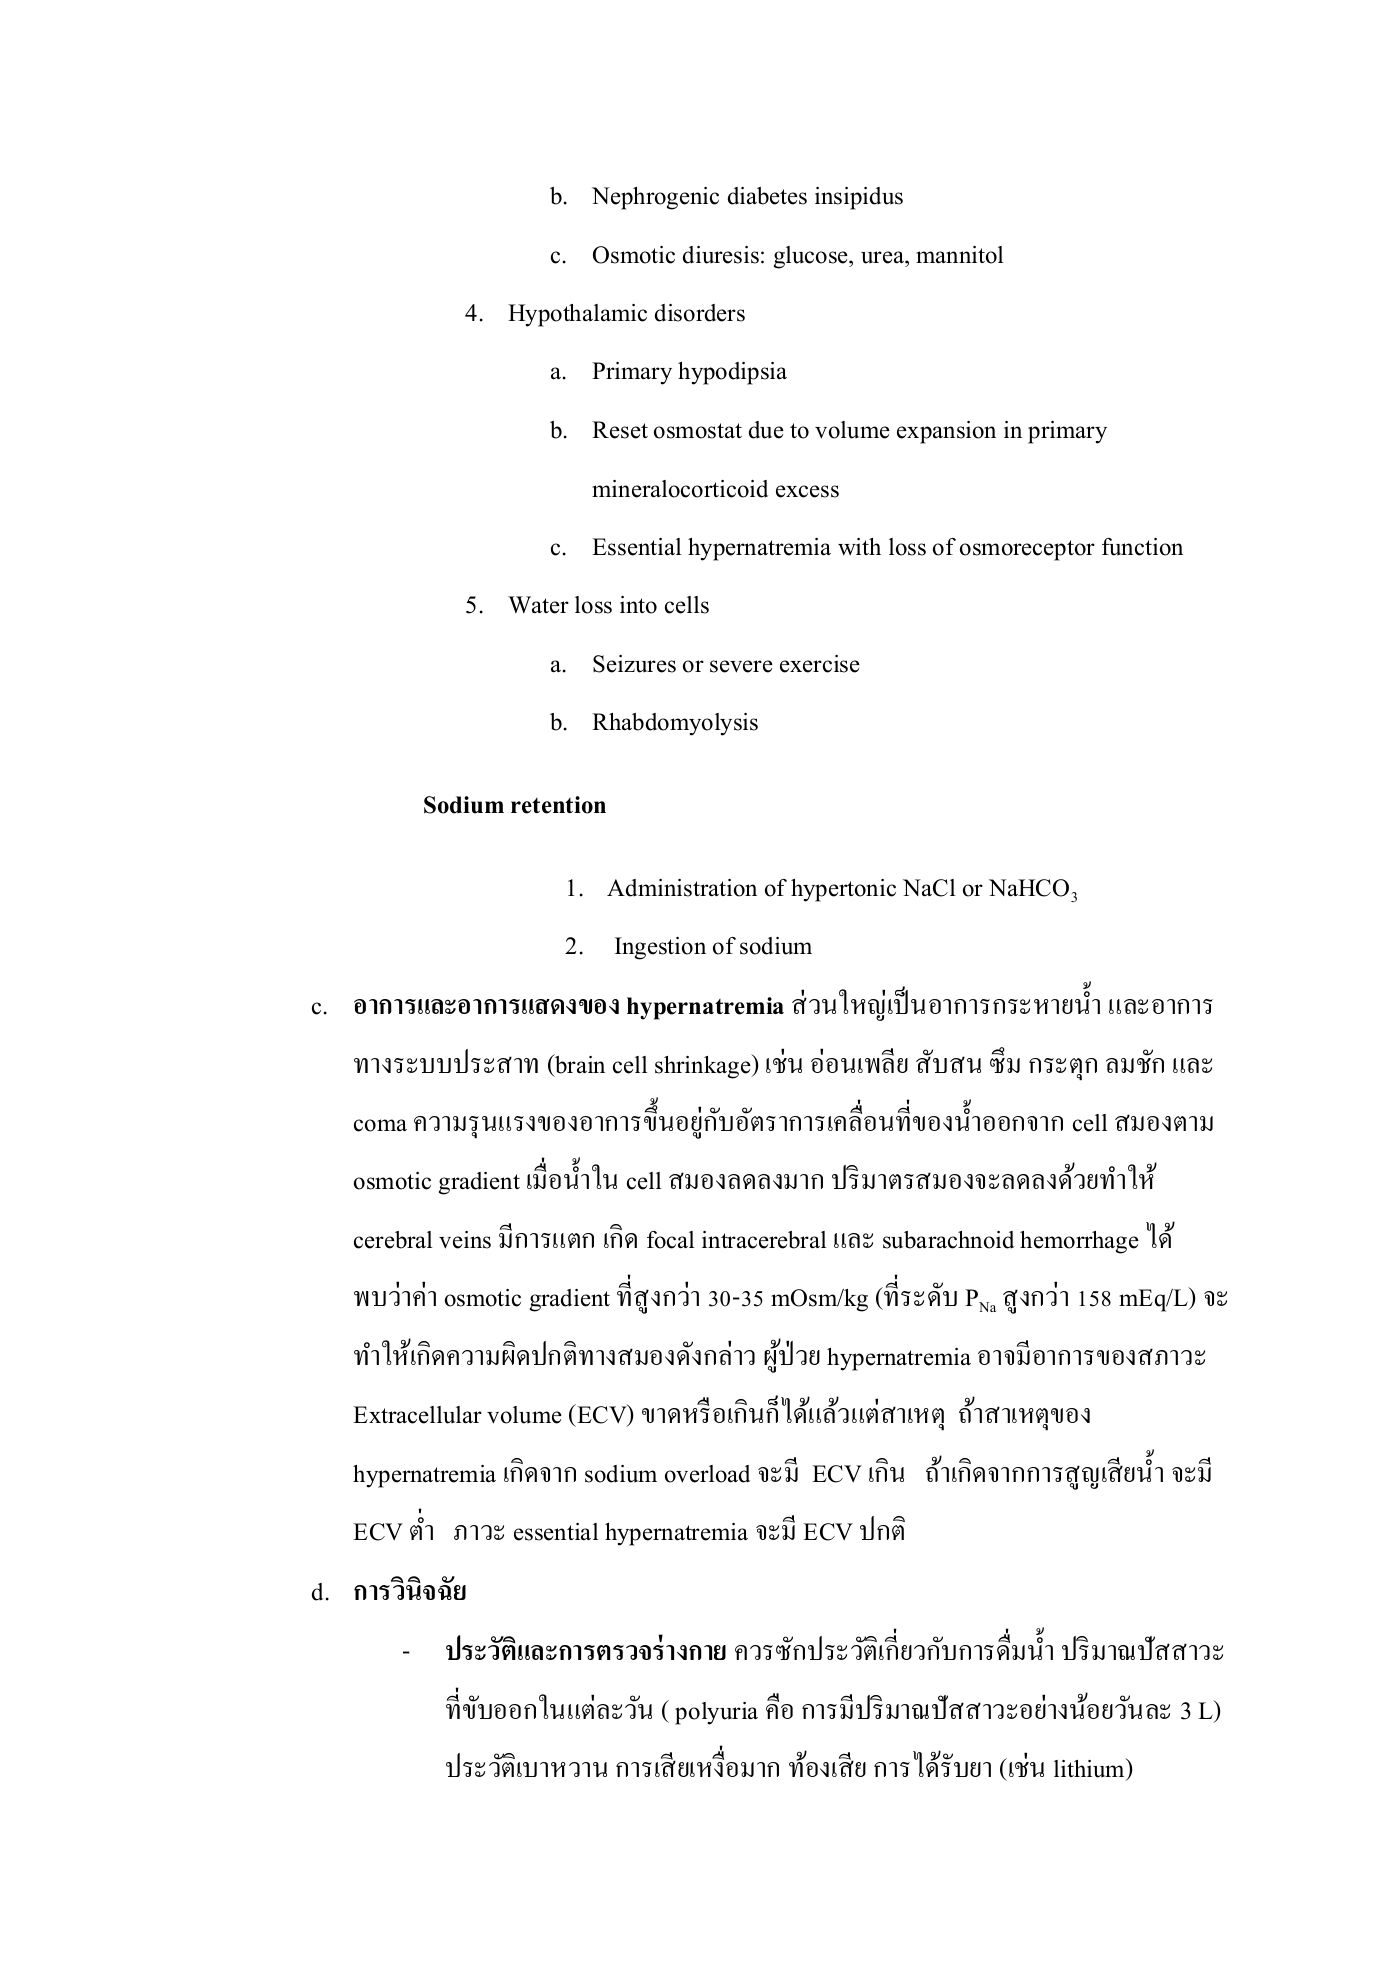 b. Nephrogenic diabetes insipidus
c. Osmotic diuresis: glucose, urea, mannitol
4. Hypothalamic disorders
a. Primary hypodipsia
b. Reset osmostat due to volume expansion in primary
mineralocorticoid excess
c. Essential hypernatremia with loss of osmoreceptor function
5. Water loss into cells
a. Seizures or severe exercise
b. Rhabdomyolysis
Sodium retention
1. Administration of hypertonic NaCl or NaHCO₃
2. Ingestion of sodium
c. อาการและอาการแสดงของ hypernatremia ส่วนใหญ่เป็นอาการกระหายน้ำ และอาการ
ทางระบบประสาท (brain cell shrinkage) เช่น อ่อนเพลีย สับสน ซึม กระตุก ลมชัก และ
coma ความรุนแรงของอาการขึ้นอยู่กับอัตราการเคลื่อนที่ของน้ำออกจาก cell สมองตาม
osmotic gradient เมื่อน้ำใน cell สมองลดลงมาก ปริมาตรสมองจะลดลงด้วยทำให้
cerebral veins มีการแตก เกิด focal intracerebral และ subarachnoid hemorrhage ได้
พบว่าค่า osmotic gradient ที่สูงกว่า 30-35 mOsm/kg (ที่ระดับ PNa สูงกว่า 158 mEq/L) จะ
ทำให้เกิดความผิดปกติทางสมองดังกล่าว ผู้ป่วย hypernatremia อาจมีอาการของสภาวะ
Extracellular volume (ECV) ขาดหรือเกินก็ได้แล้วแต่สาเหตุ ถ้าสาเหตุของ
hypernatremia เกิดจาก sodium overload จะมี ECV เกิน ถ้าเกิดจากการสูญเสียน้ำ จะมี
ECV ต่ำ ภาวะ essential hypernatremia จะมี ECV ปกติ
d. การวินิจฉัย
- ประวัติและการตรวจร่างกาย ควรซักประวัติเกี่ยวกับการดื่มน้ำ ปริมาณปัสสาวะ
ที่ขับออกในแต่ละวัน ( polyuria คือ การมีปริมาณปัสสาวะอย่างน้อยวันละ 3 L)
ประวัติเบาหวาน การเสียเหงื่อมาก ท้องเสีย การได้รับยา (เช่น lithium)